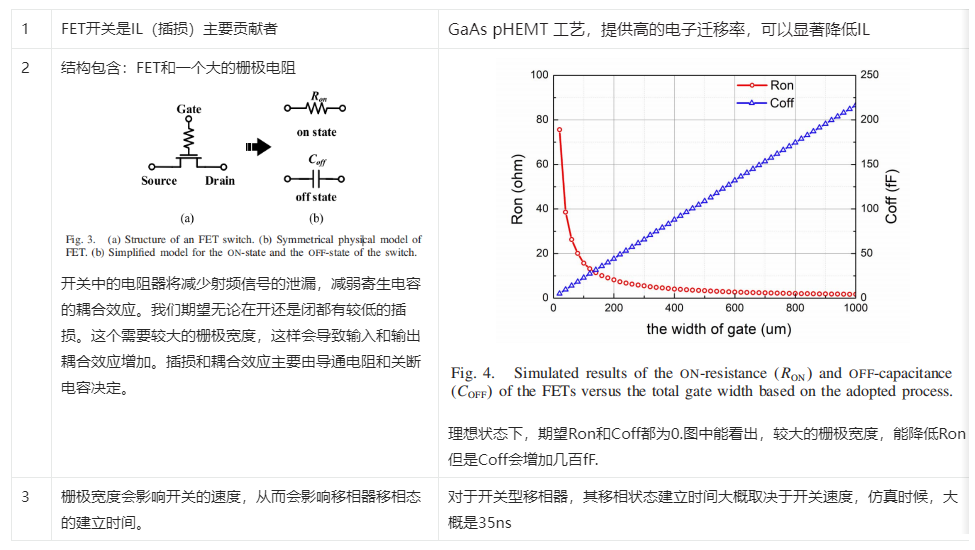 1
FET开关是IL（插损）主要贡献者
GaAs pHEMT 工艺，提供高的电子迁移率，可以显著降低IL
2
结构包含：FET和一个大的栅极电阻
Gate
Source
Drain
(a)
Ron
on state
Coff
off state
(b)
Fig. 3. (a) Structure of an FET switch. (b) Symmetrical physical model of
FET. (b) Simplified model for the ON-state and the OFF-state of the switch.
开关中的电阻器将减少射频信号的泄漏，减弱寄生电容
的耦合效应。我们期望无论在开还是闭都有较低的插
损。这个需要较大的栅极宽度，这样会导致输入和输出
耦合效应增加。插损和耦合效应主要由导通电阻和关断
电容决定。
Ron
Coff
Ron (ohm)
100
80
60
40
20
0
Coff (fF)
250
200
150
100
50
0
0 200 400 600 800 1000
the width of gate (um)
Fig. 4. Simulated results of the ON-resistance (RON) and OFF-capacitance
(COFF) of the FETs versus the total gate width based on the adopted process.
理想状态下，期望Ron和Coff都为0.图中能看出，较大的栅极宽度，能降低Ron
但是Coff会增加几百fF.
3
栅极宽度会影响开关的速度，从而会影响移相器移相态
的建立时间。
对于开关型移相器，其移相状态建立时间大概取决于开关速度，仿真时候，大
概是35ns